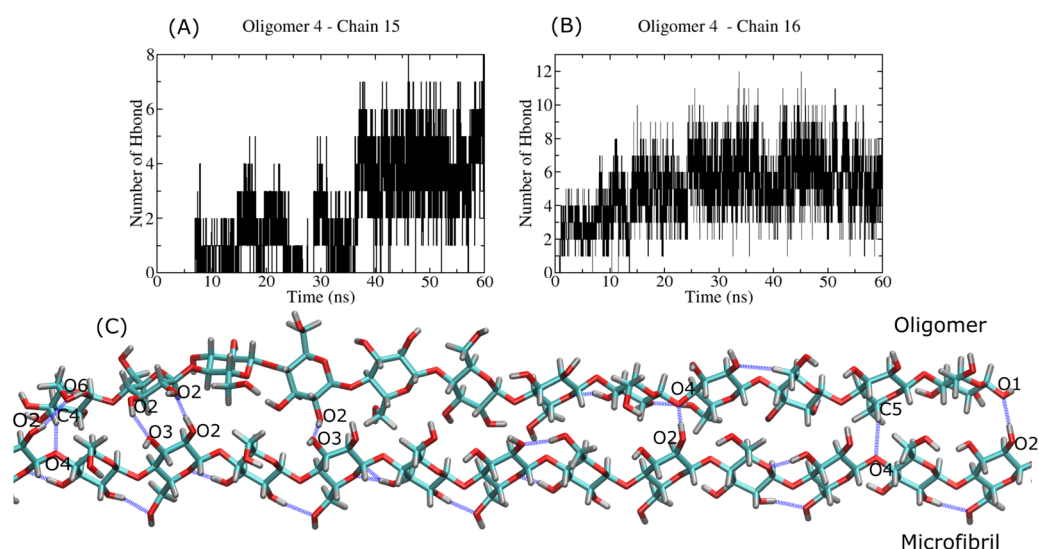 (A)
Oligomer 4 - Chain 15
(B)
Oligomer 4 - Chain 16
Number of Hbond
8
6
4
2
0
0 10 20 30 40 50 60
Time (ns)
Number of Hbond
12
10
8
6
4
2
0
0 10 20 30 40 50 60
Time (ns)
(C)
Oligomer
O6
O2
C4
O2
O2
O4
O3
O2
O2
O3
O4
O2
C5
O4
O1
O2
Microfibril